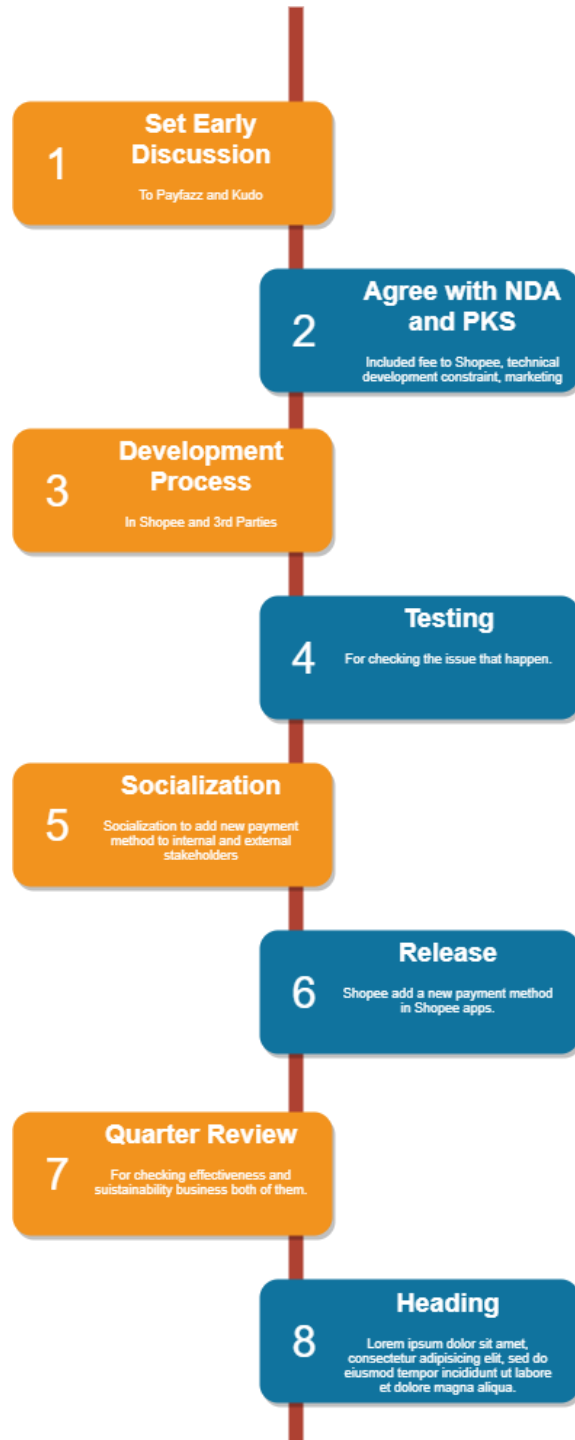 1
Set Early
Discussion
To Payfazz and Kudo
2
Agree with NDA
and PKS
Included fee to Shopee, technical
development constraint, marketing
3
Development
Process
In Shopee and 3rd Parties
4
Testing
For checking the issue that happen.
5
Socialization
Socialization to add new payment
method to internal and external
stakeholders
6
Release
Shopee add a new payment method
in Shopee apps.
7
Quarter Review
For checking effectiveness and
suistainability business both of them.
8
Heading
Lorem ipsum dolor sit amet,
consectetur adipisicing elit, sed do
eiusmod tempor incididunt ut labore
et dolore magna aliqua.